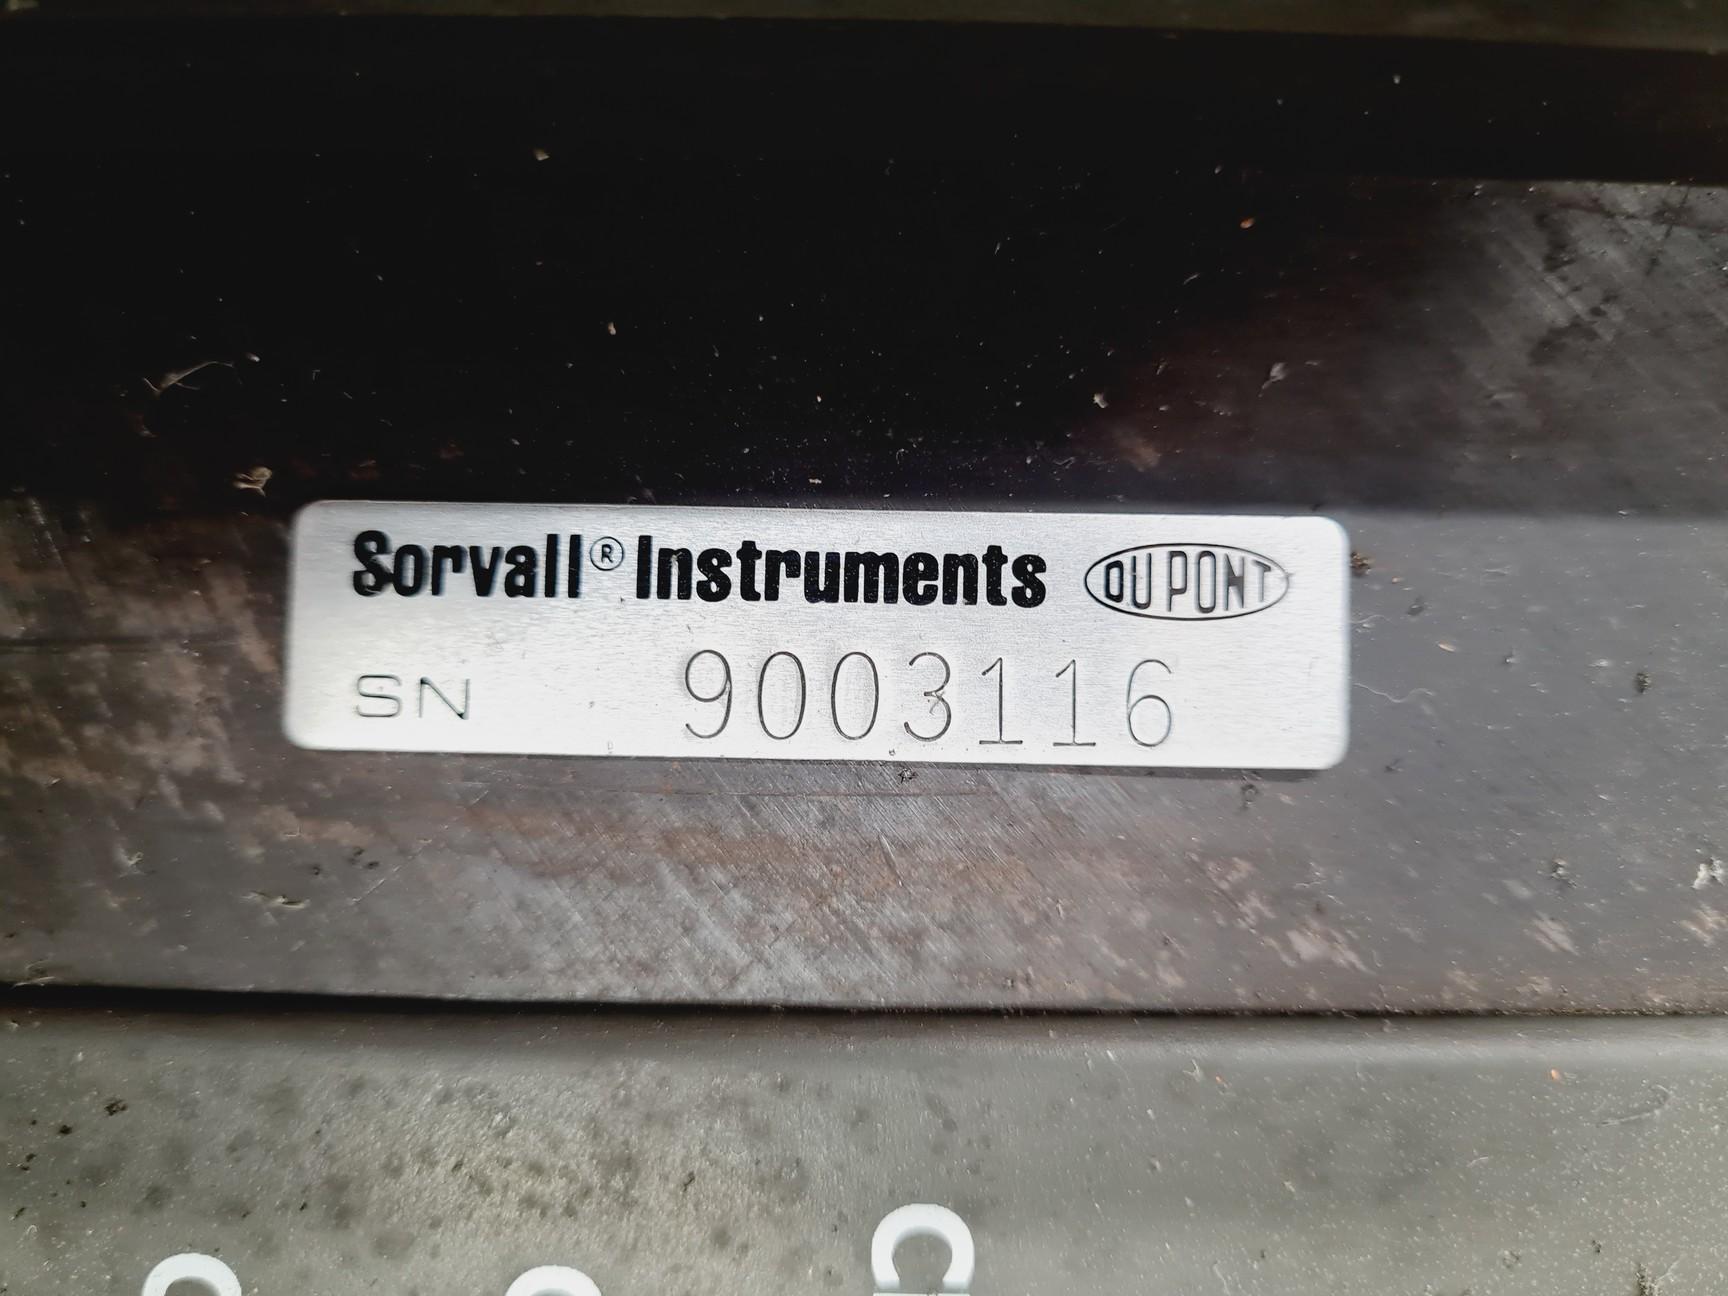 Sorvall® Instruments DU PONT
SN 9003116